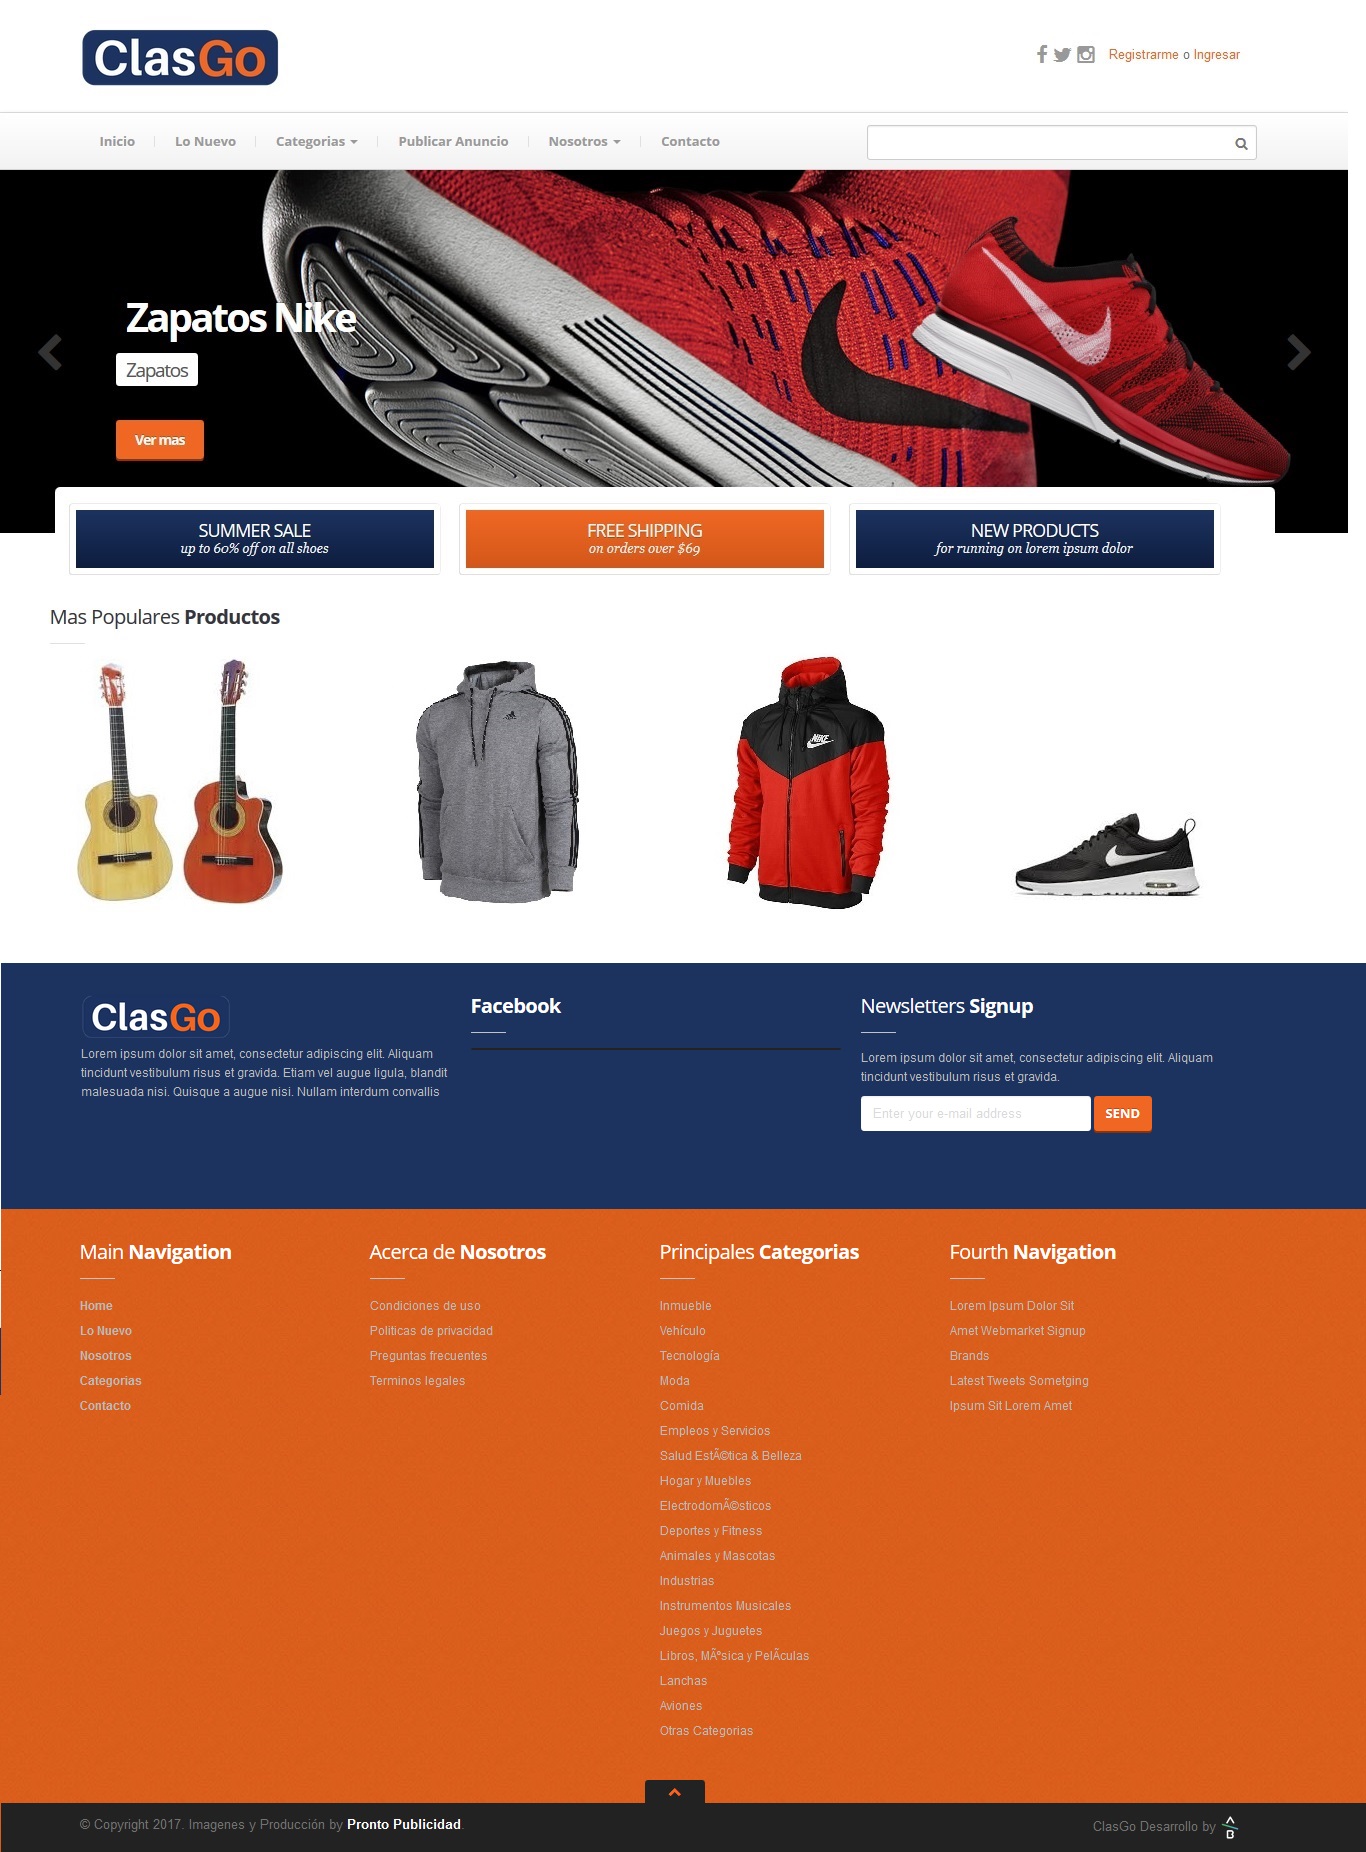 ClasGo
Registrarme o Ingresar
Inicio
Lo Nuevo
Categorias
Publicar Anuncio
Nosotros
Contacto
Zapatos Nike
Zapatos
Ver mas
SUMMER SALE
up to 60% off on all shoes
FREE SHIPPING
on orders over $69
NEW PRODUCTS
for running on lorem ipsum dolor
Mas Populares Productos
NIKE
ClasGo
Lorem ipsum dolor sit amet, consectetur adipiscing elit. Aliquam
tincidunt vestibulum risus et gravida. Etiam vel augue ligula, blandit
malesuada nisi. Quisque a augue nisi. Nullam interdum convallis
Facebook
Newsletters Signup
Lorem ipsum dolor sit amet, consectetur adipiscing elit. Aliquam
tincidunt vestibulum risus et gravida.
Enter your e-mail address
SEND
Main Navigation
Home
Lo Nuevo
Nosotros
Categorias
Contacto
Acerca de Nosotros
Condiciones de uso
Politicas de privacidad
Preguntas frecuentes
Terminos legales
Principales Categorias
Inmueble
Vehículo
Tecnología
Moda
Comida
Empleos y Servicios
Salud EstÃ©tica & Belleza
Hogar y Muebles
ElectrodomÃ©sticos
Deportes y Fitness
Animales y Mascotas
Industrias
Instrumentos Musicales
Juegos y Juguetes
Libros, MÃºsica y PelÃ­culas
Lanchas
Aviones
Otras Categorias
Fourth Navigation
Lorem Ipsum Dolor Sit
Amet Webmarket Signup
Brands
Latest Tweets Sometging
Ipsum Sit Lorem Amet
© Copyright 2017. Imagenes y Producción by Pronto Publicidad.
ClasGo Desarrollo by